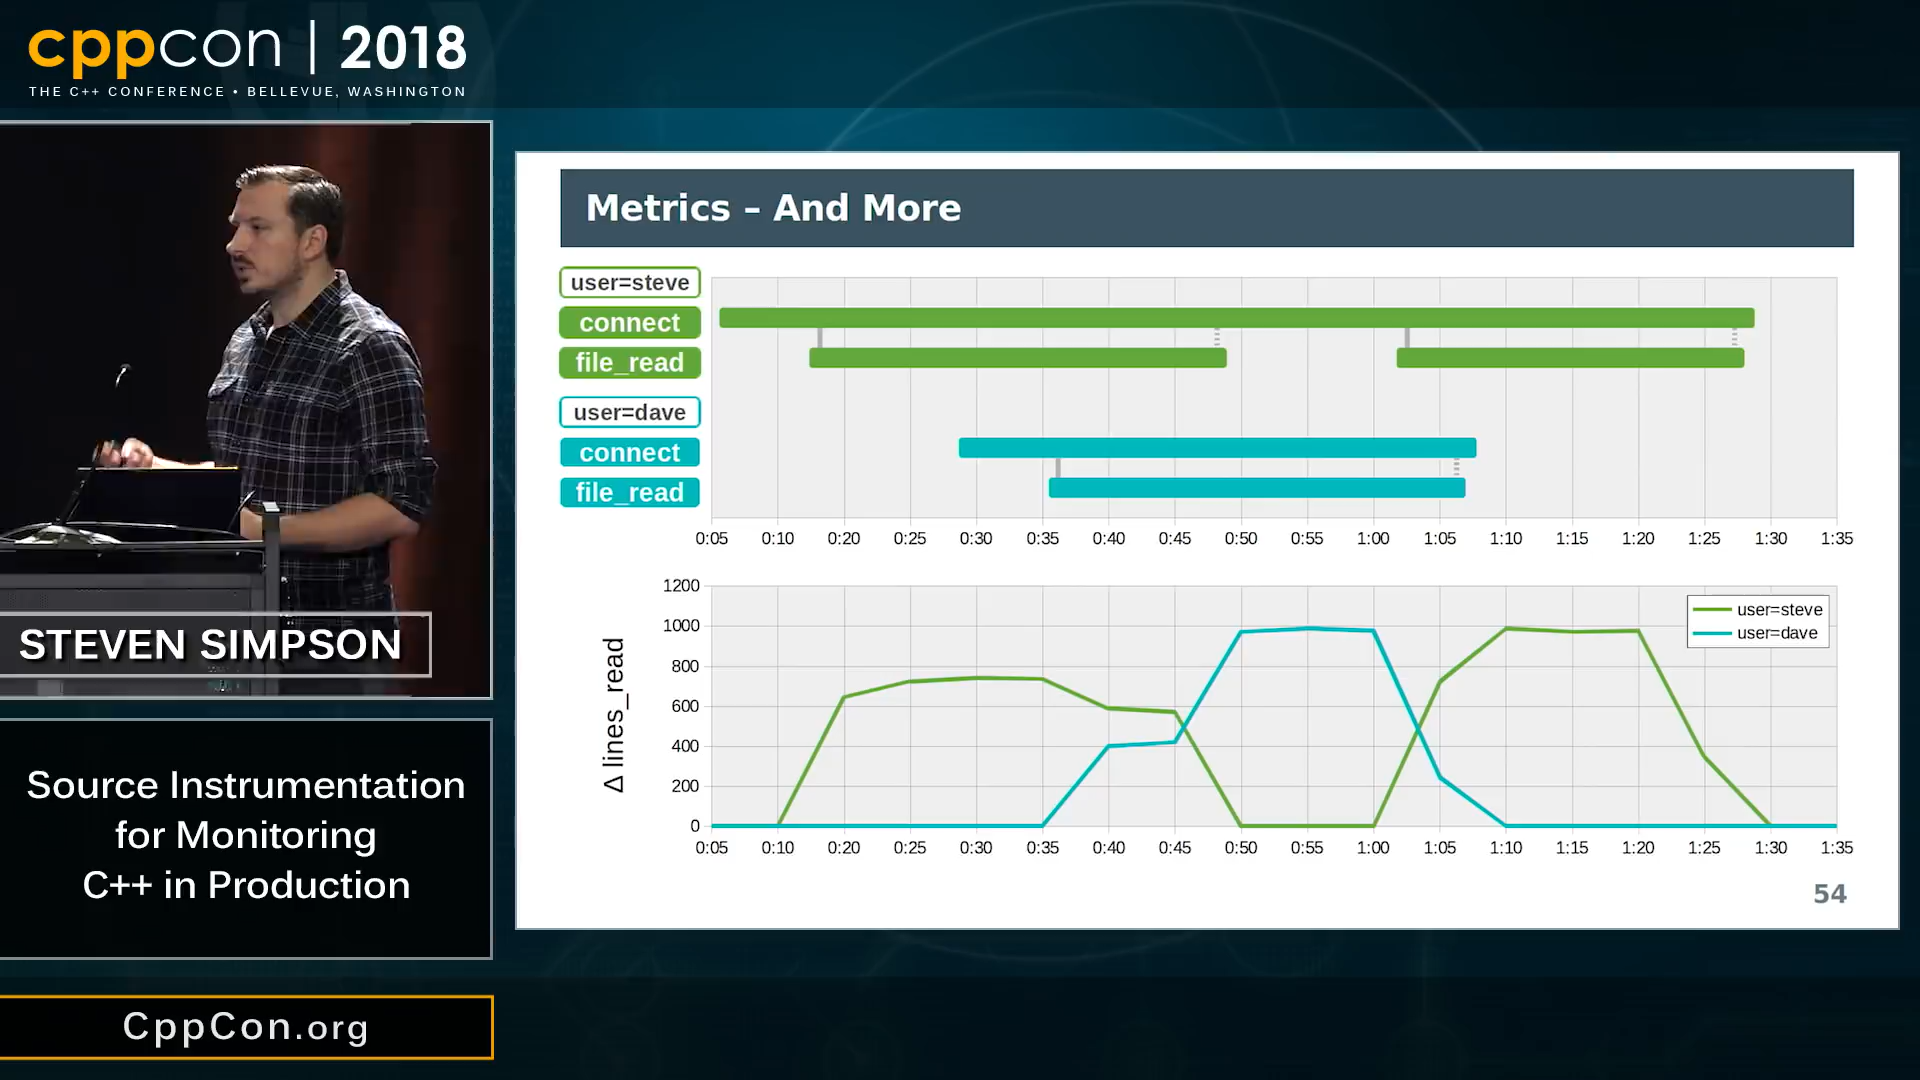 cppcon | 2018
THE C++ CONFERENCE • BELLEVUE, WASHINGTON
STEVEN SIMPSON
Source Instrumentation
for Monitoring
C++ in Production
CppCon.org
Metrics – And More
user=steve
connect
file_read
user=dave
connect
file_read
0:05 0:10 0:20 0:25 0:30 0:35 0:40 0:45 0:50 0:55 1:00 1:05 1:10 1:15 1:20 1:25 1:30 1:35
Δ lines_read
1200
1000
800
600
400
200
0
user=steve
user=dave
0:05 0:10 0:20 0:25 0:30 0:35 0:40 0:45 0:50 0:55 1:00 1:05 1:10 1:15 1:20 1:25 1:30 1:35
54